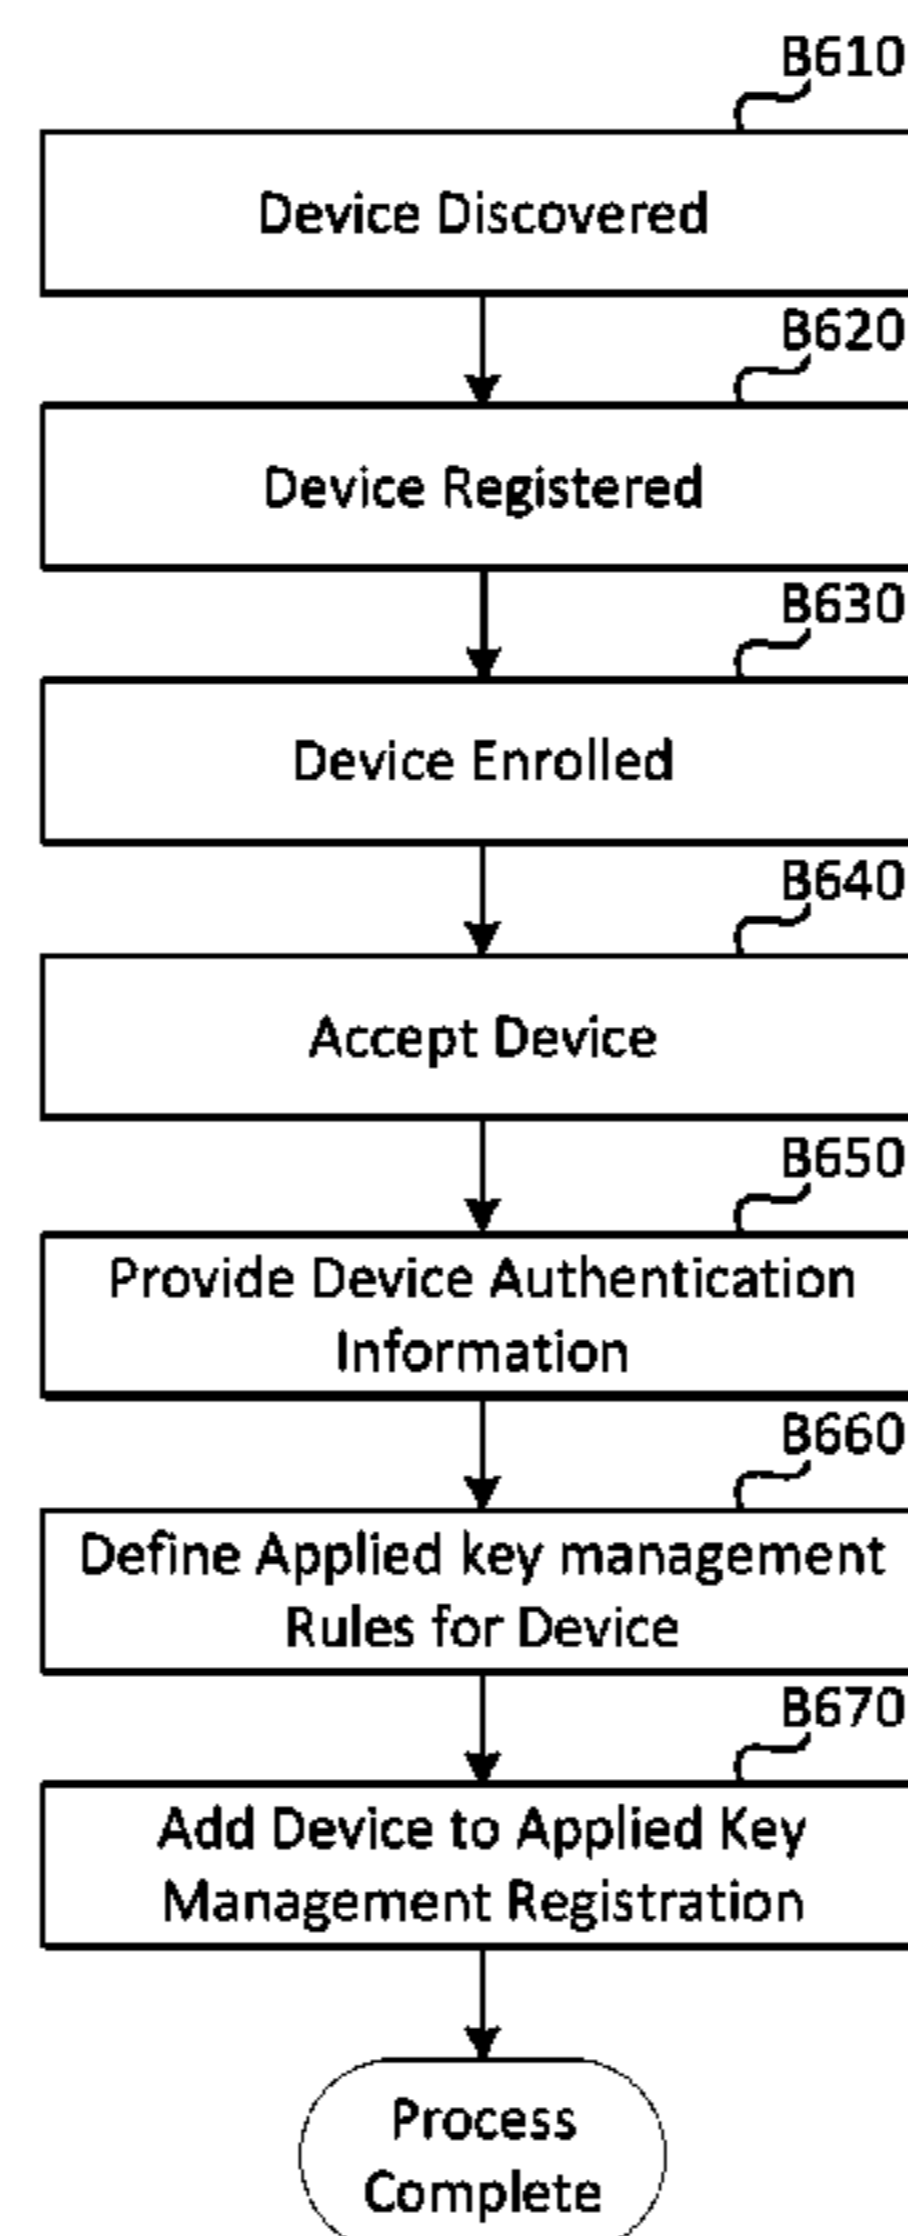 B610
Device Discovered
B620
Device Registered
B630
Device Enrolled
B640
Accept Device
B650
Provide Device Authentication
Information
B660
Define Applied key management
Rules for Device
B670
Add Device to Applied Key
Management Registration
Process
Complete